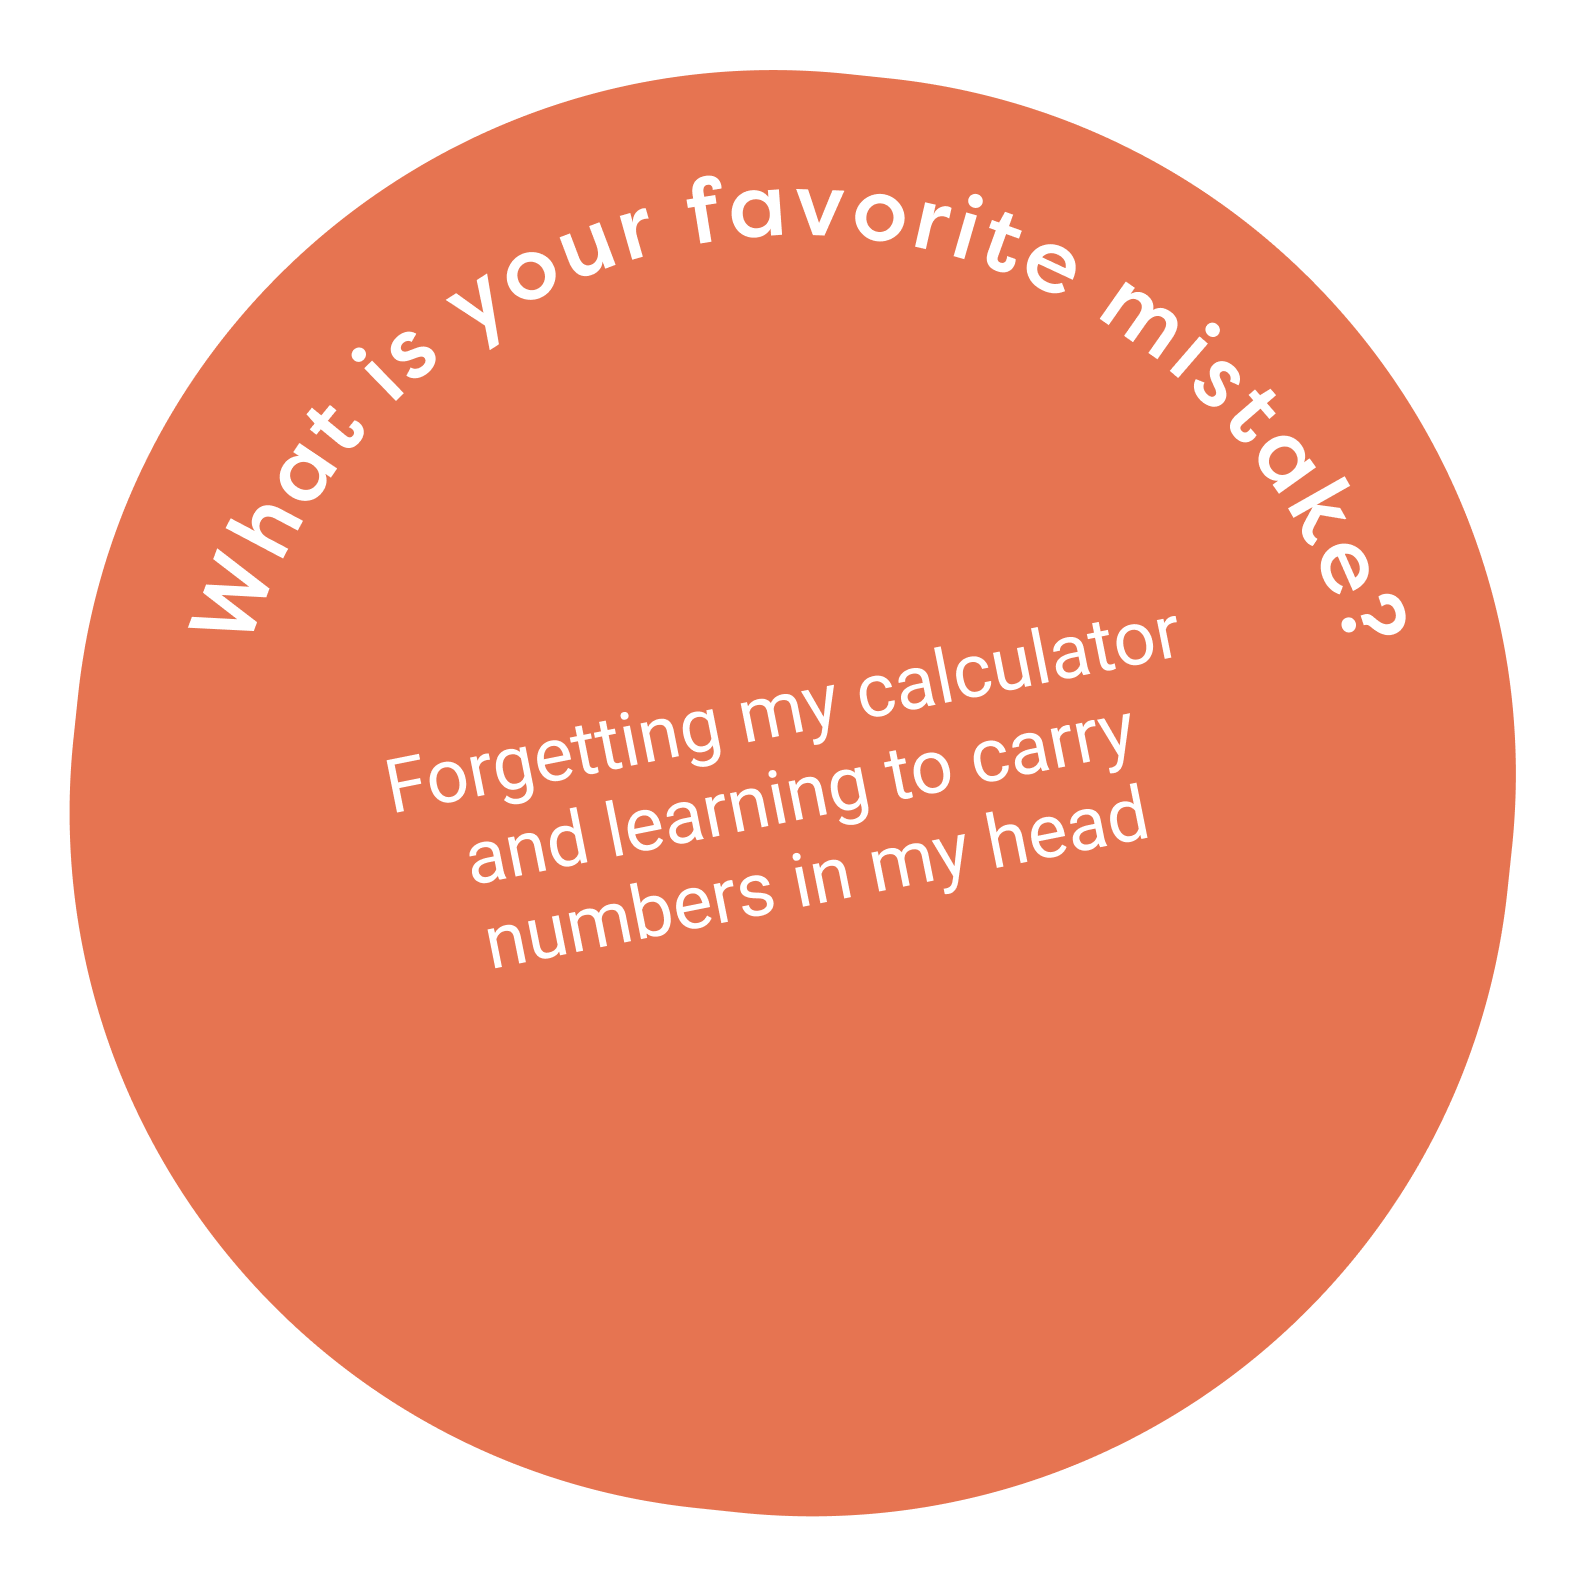 What is your favorite mistake?
Forgetting my calculator
and learning to carry
numbers in my head